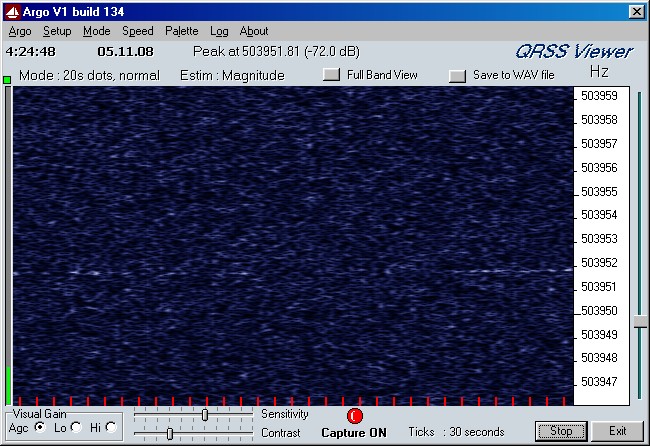 Argo V1 build 134
Argo Setup Mode Speed Palette Log About
4:24:48 05.11.08 Peak at 503951.81 (-72.0 dB) QRSS Viewer
Mode : 20s dots, normal Estim : Magnitude Full Band View Save to WAV file Hz
503959
503958
503957
503956
503955
503954
503953
503952
503951
503950
503949
503948
503947
Visual Gain Sensitivity
Agc Lo Hi Contrast Capture ON Ticks : 30 seconds Stop Exit